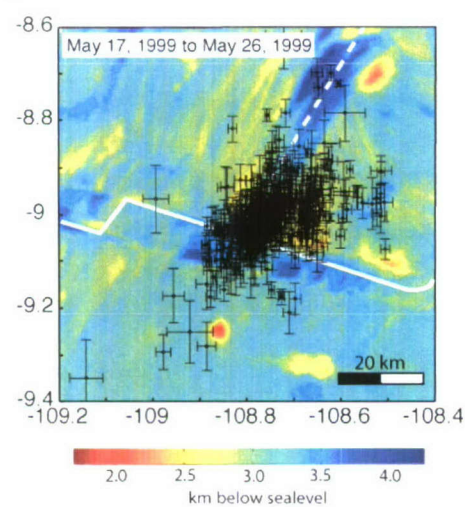 -8.6
May 17, 1999 to May 26, 1999
-8.8
-9
-9.2
20 km
-9.4
-109.2 -109 -108.8 -108.6 -108.4
2.0 2.5 3.0 3.5 4.0
km below sealevel